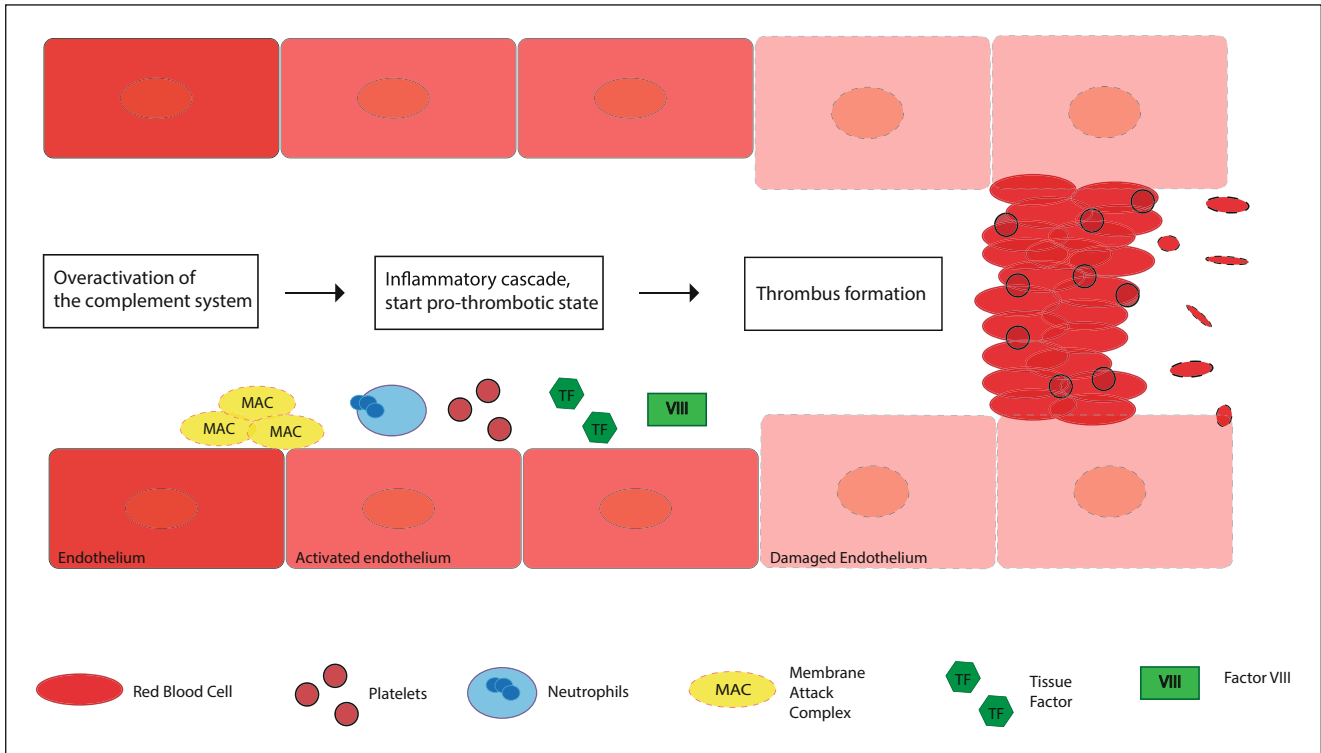 Overactivation of
the complement system
Inflammatory cascade,
start pro-thrombotic state
Thrombus formation
MAC
MAC
MAC
TF
TF
VIII
Endothelium
Activated endothelium
Damaged Endothelium
Red Blood Cell
Platelets
Neutrophils
MAC
Membrane
Attack
Complex
TF
TF
Tissue
Factor
VIII
Factor VIII